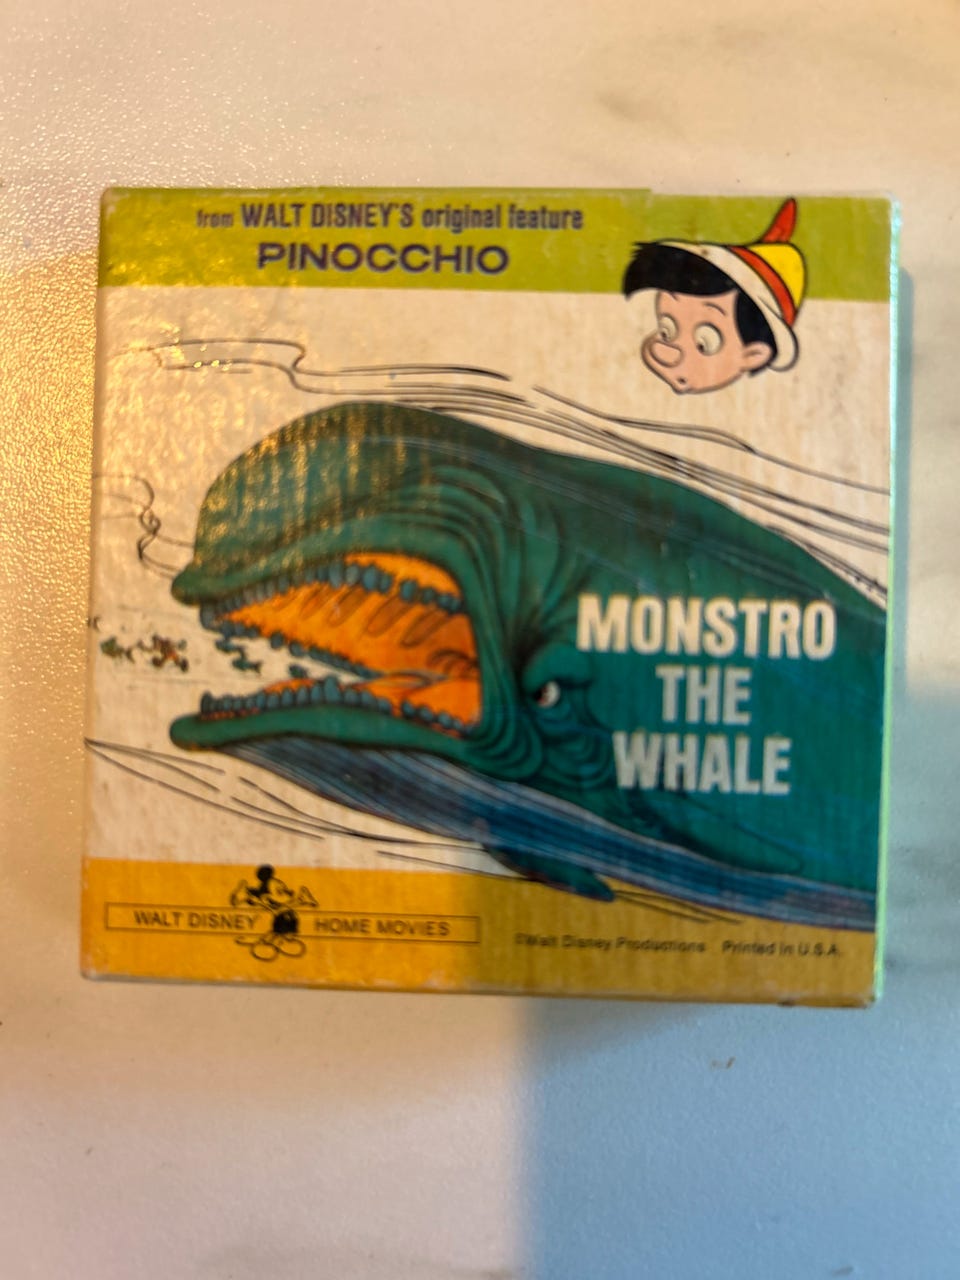 from WALT DISNEY'S original feature
PINOCCHIO
MONSTRO
THE
WHALE
WALT DISNEY HOME MOVIES
©Walt Disney Productions Printed in U.S.A.